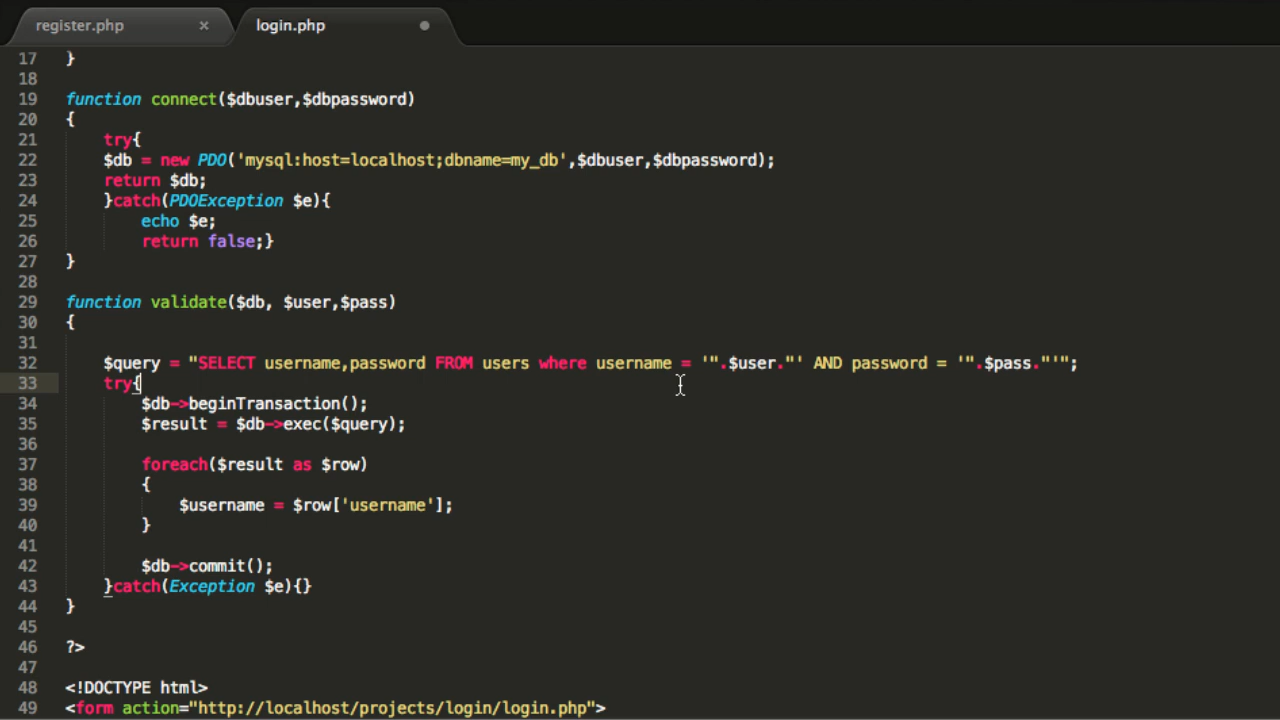 register.php × login.php
17 }
18
19 function connect($dbuser,$dbpassword)
20 {
21 try{
22 $db = new PDO('mysql:host=localhost;dbname=my_db',$dbuser,$dbpassword);
23 return $db;
24 }catch(PDOException $e){
25 echo $e;
26 return false;}
27 }
28
29 function validate($db, $user,$pass)
30 {
31
32 $query = "SELECT username,password FROM users where username = '".$user."' AND password = '".$pass."'";
33 try{
34 $db->beginTransaction();
35 $result = $db->exec($query);
36
37 foreach($result as $row)
38 {
39 $username = $row['username'];
40 }
41
42 $db->commit();
43 }catch(Exception $e){}
44 }
45
46 ?>
47
48 <!DOCTYPE html>
49 <form action="http://localhost/projects/login/login.php">